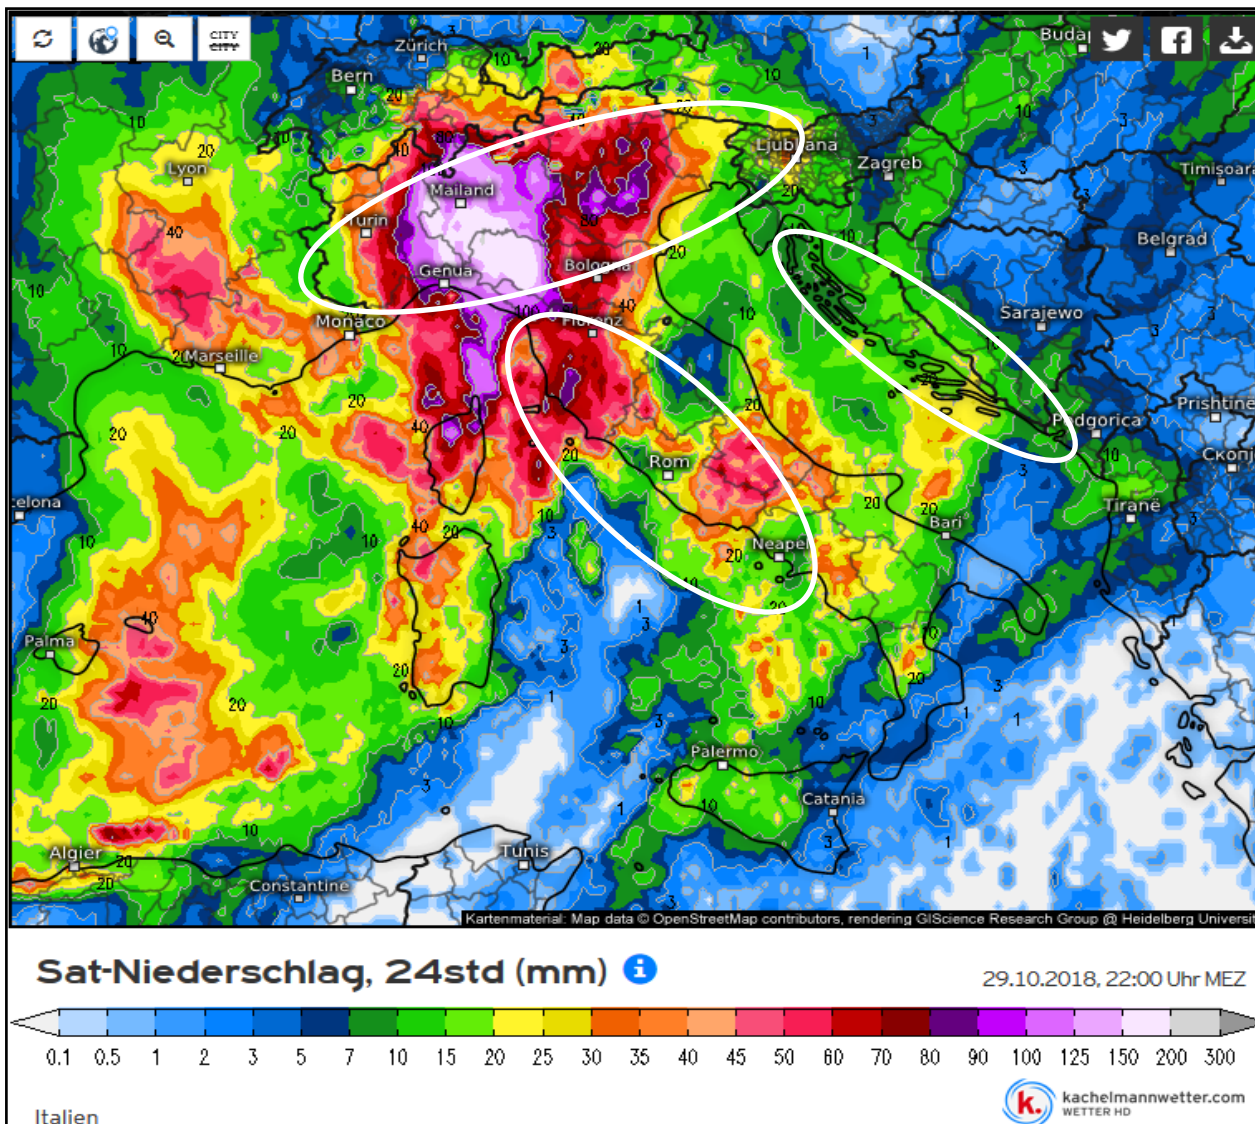 CITY
CITY
Zürich
Bern
Lyon
Mailand
Turin
Genua
Bologna
Monaco
Florenz
Marseille
Ljubljana
Zagreb
Timișoara
Belgrad
Sarajewo
Prishtine
Podgorica
Скопј
Rom
Tiranë
Bari
Neapel
elona
Palma
Palermo
Catania
Algier
Tunis
Constantine
Kartenmaterial: Map data © OpenStreetMap contributors, rendering GIScience Research Group @ Heidelberg Universit
Sat-Niederschlag, 24std (mm)
29.10.2018, 22:00 Uhr MEZ
0.1 0.5 1 2 3 5 7 10 15 20 25 30 35 40 45 50 60 70 80 90 100 125 150 200 300
Italien
k. kachelmannwetter.com
WETTER HD